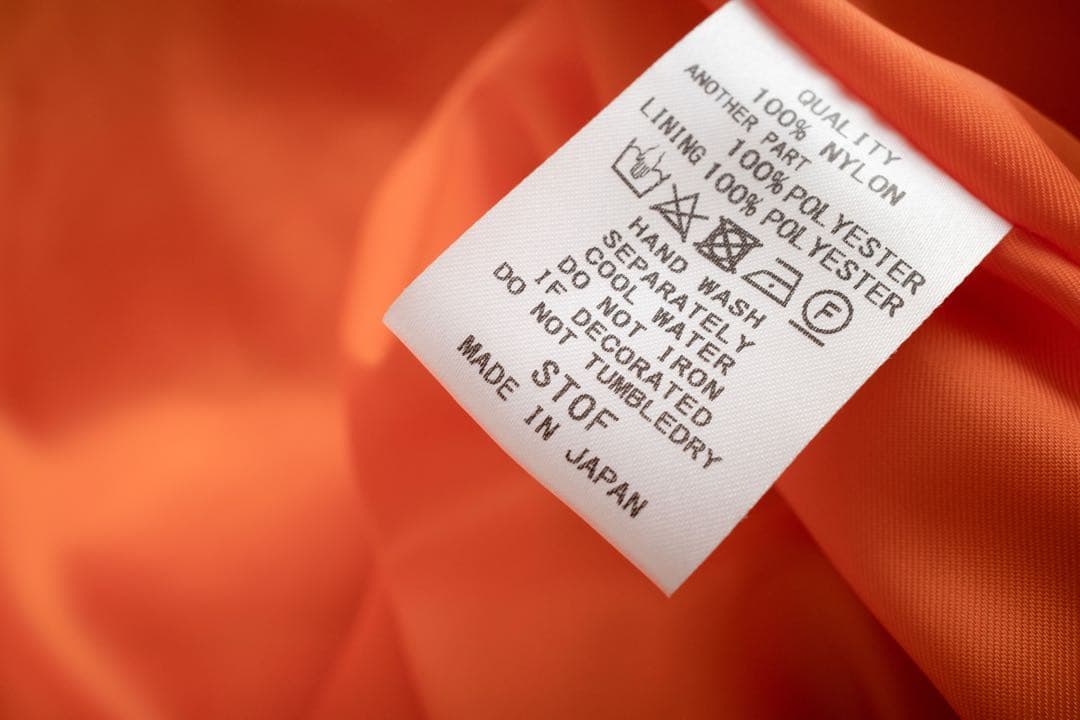 QUALITY
100% NYLON
ANOTHER PART
100% POLYESTER
LINING 100% POLYESTER
F
HAND WASH
SEPARATELY
COOL WATER
DO NOT IRON
IF DECORATED
DO NOT TUMBLEDRY
STOF
MADE IN JAPAN